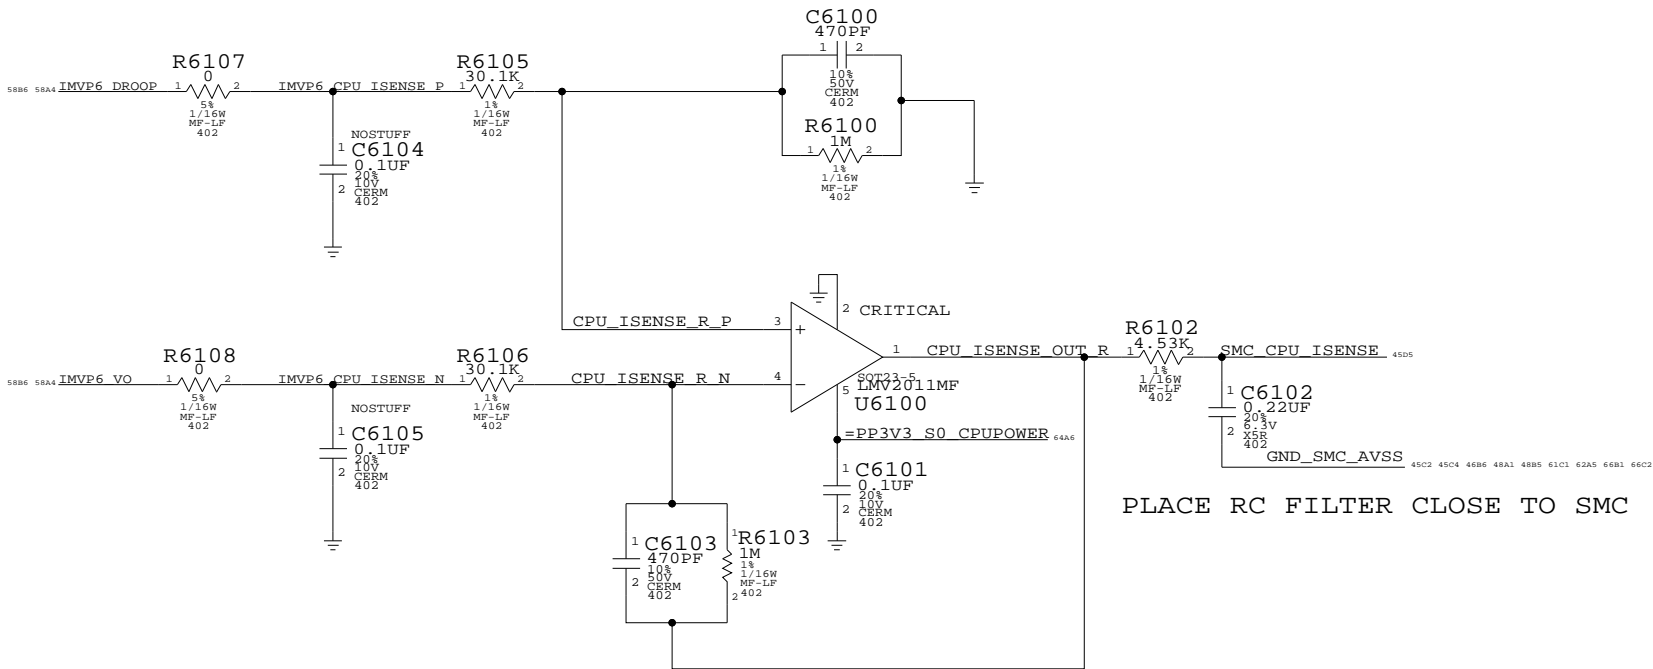 C6100
470PF
1 2
10%
50V
CERM
402
R6100
1M
1 2
1%
1/16W
MF-LF
402
R6107
0
58B6 58A4 IMVP6_DROOP 1 2 IMVP6_CPU_ISENSE_P
5%
1/16W
MF-LF
402
R6105
30.1K
1 2
1%
1/16W
MF-LF
402
NOSTUFF
1 C6104
0.1UF
20%
10V
2 CERM
402
2 CRITICAL
CPU_ISENSE_R_P 3 +
1 CPU_ISENSE_OUT_R
R6102
4.53K
1 2 SMC_CPU_ISENSE 45D5
1%
1/16W
MF-LF
402
R6108
0
58B6 58A4 IMVP6_VO 1 2 IMVP6_CPU_ISENSE_N
5%
1/16W
MF-LF
402
R6106
30.1K
1 2 CPU_ISENSE_R_N 4 −
1%
1/16W
MF-LF
402
SOT23-5
5 LMV2011MF
U6100
1 C6102
0.22UF
20%
6.3V
2 X5R
402
NOSTUFF
1 C6105
0.1UF
20%
10V
2 CERM
402
=PP3V3_S0_CPUPOWER 64A6
GND_SMC_AVSS 45C2 45C4 46B6 48A1 48B5 61C1 62A5 66B1 66C2
1 C6101
0.1UF
20%
10V
2 CERM
402
PLACE RC FILTER CLOSE TO SMC
1 C6103
470PF
10%
50V
2 CERM
402
1 R6103
1M
1%
1/16W
MF-LF
2 402